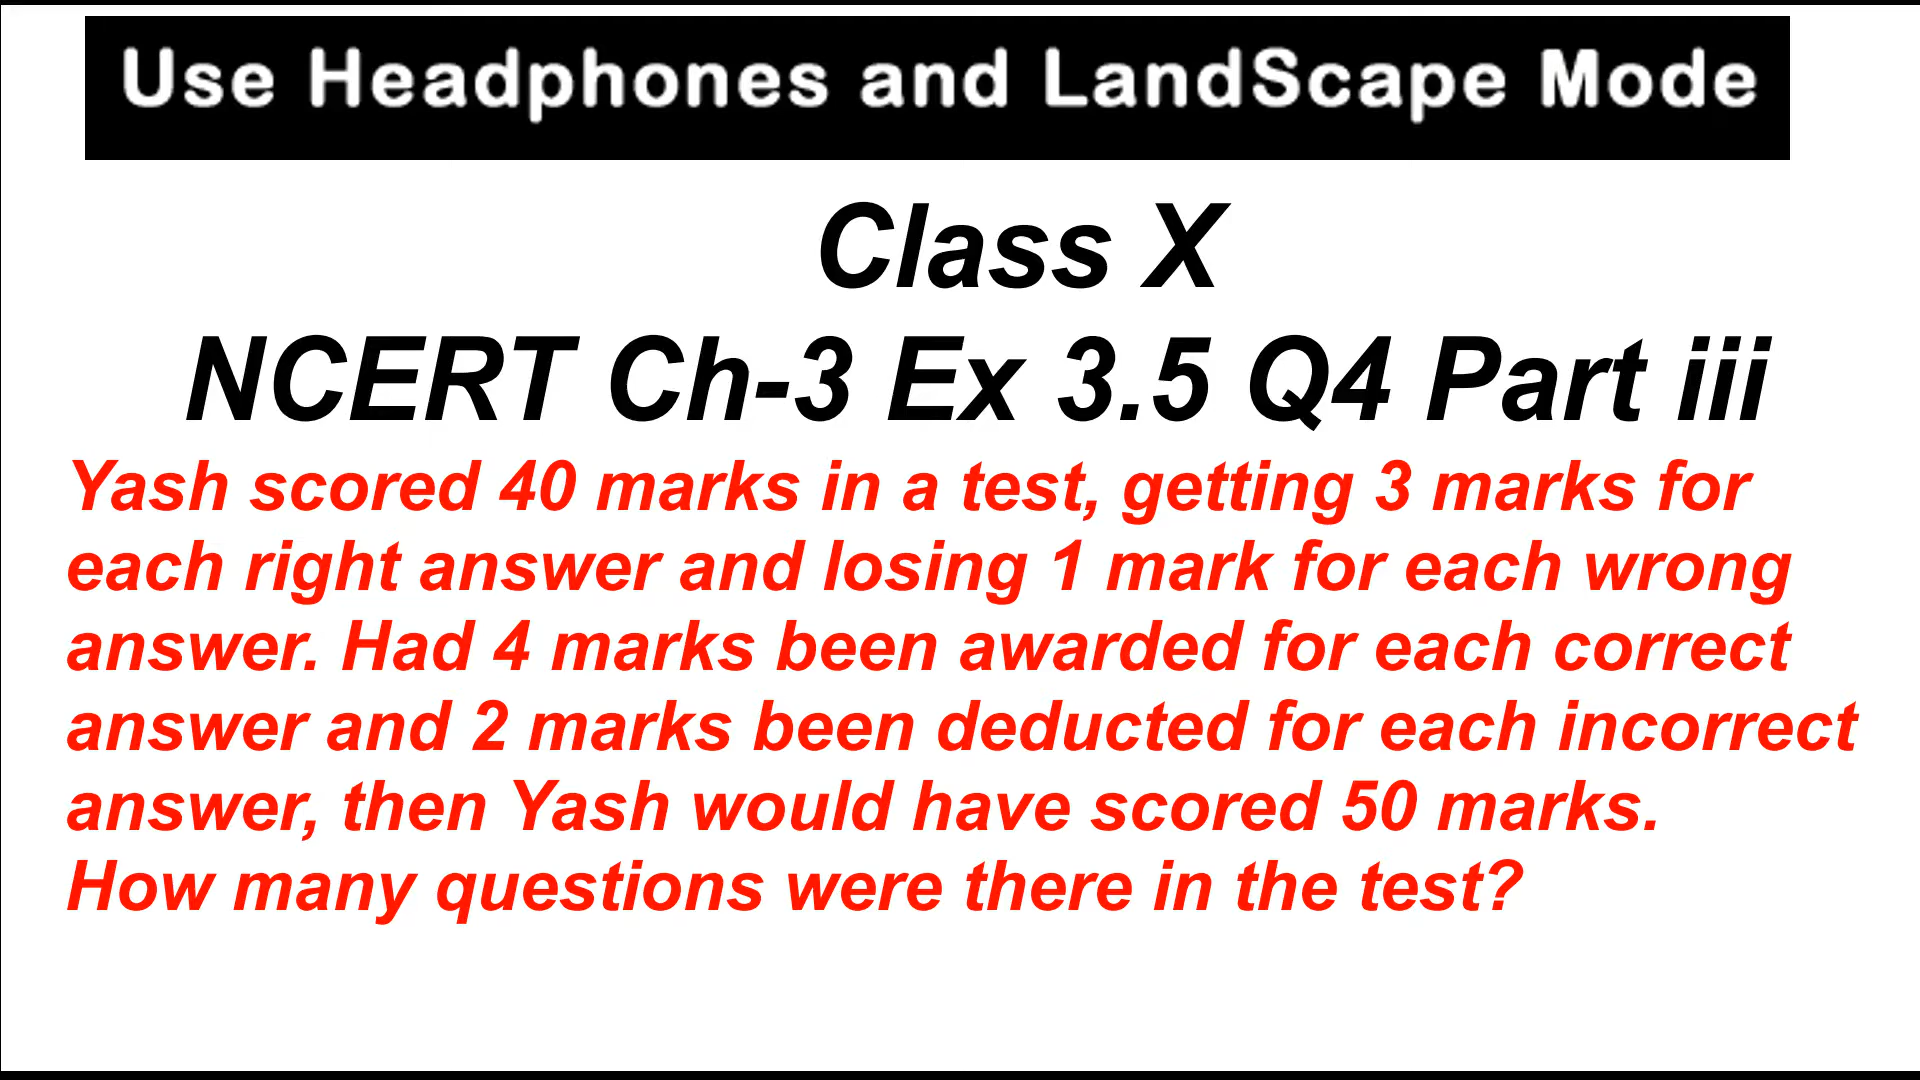 Use Headphones and LandScape Mode
Class X
NCERT Ch-3 Ex 3.5 Q4 Part iii
Yash scored 40 marks in a test, getting 3 marks for
each right answer and losing 1 mark for each wrong
answer. Had 4 marks been awarded for each correct
answer and 2 marks been deducted for each incorrect
answer, then Yash would have scored 50 marks.
How many questions were there in the test?